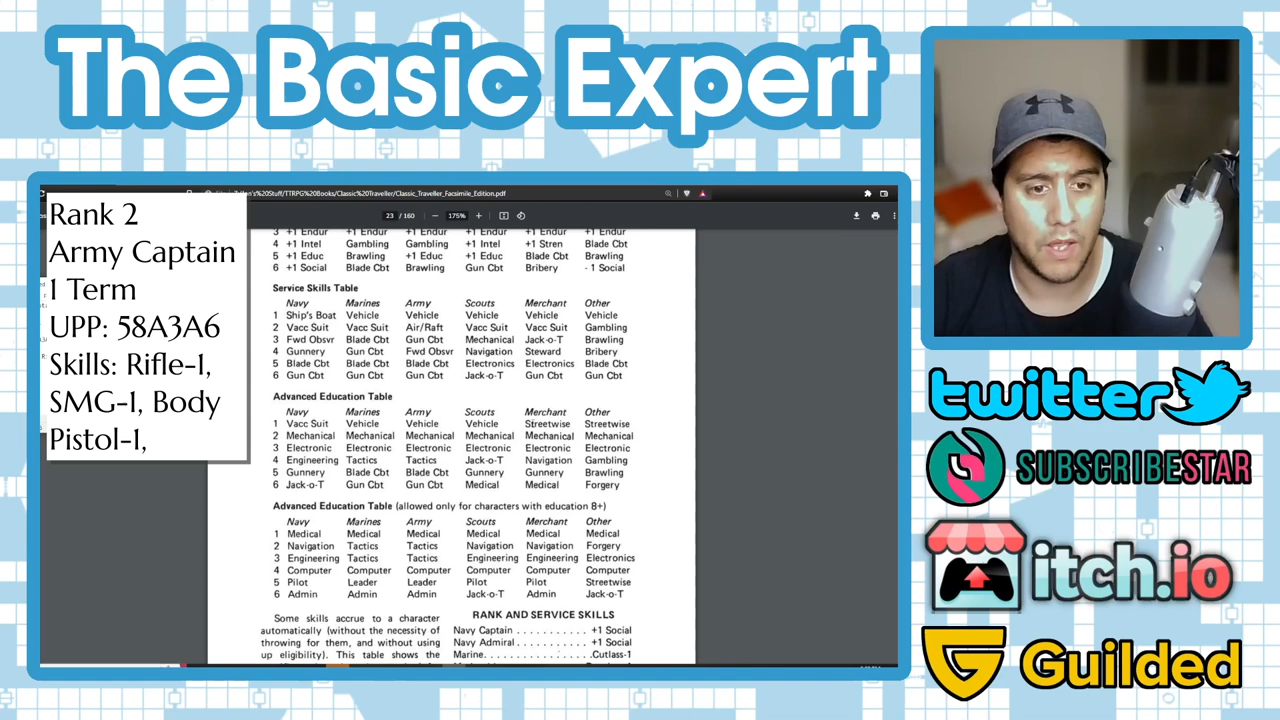 The Basic Expert
Rank 2
Army Captain
1 Term
UPP: 58A3A6
Skills: Rifle-1,
SMG-1, Body
Pistol-1,
Stuff/TTRPG%20Books/Classic%20Traveller/Classic_Traveller_Facsimile_Edition.pdf
23 / 160 175%
3 +1 Endur +1 Endur +1 Endur +1 Endur +1 Endur +1 Endur
4 +1 Intel Gambling Gambling +1 Intel +1 Stren Blade Cbt
5 +1 Educ Brawling +1 Educ +1 Educ Blade Cbt Brawling
6 +1 Social Blade Cbt Brawling Gun Cbt Bribery - 1 Social
Service Skills Table
Navy Marines Army Scouts Merchant Other
1 Ship's Boat Vehicle Vehicle Vehicle Vehicle Vehicle
2 Vacc Suit Vacc Suit Air/Raft Vacc Suit Vacc Suit Gambling
3 Fwd Obsvr Blade Cbt Gun Cbt Mechanical Jack-o-T Brawling
4 Gunnery Gun Cbt Fwd Obsvr Navigation Steward Bribery
5 Blade Cbt Blade Cbt Blade Cbt Electronics Electronics Blade Cbt
6 Gun Cbt Gun Cbt Gun Cbt Jack-o-T Gun Cbt Gun Cbt
Advanced Education Table
Navy Marines Army Scouts Merchant Other
1 Vacc Suit Vehicle Vehicle Vehicle Streetwise Streetwise
2 Mechanical Mechanical Mechanical Mechanical Mechanical Mechanical
3 Electronic Electronic Electronic Electronic Electronic Electronic
4 Engineering Tactics Tactics Jack-o-T Navigation Gambling
5 Gunnery Blade Cbt Blade Cbt Gunnery Gunnery Brawling
6 Jack-o-T Gun Cbt Gun Cbt Medical Medical Forgery
Advanced Education Table (allowed only for characters with education 8+)
Navy Marines Army Scouts Merchant Other
1 Medical Medical Medical Medical Medical Medical
2 Navigation Tactics Tactics Navigation Navigation Forgery
3 Engineering Tactics Tactics Engineering Engineering Electronics
4 Computer Computer Computer Computer Computer Computer
5 Pilot Leader Leader Pilot Pilot Streetwise
6 Admin Admin Admin Jack-o-T Admin Jack-o-T
Some skills accrue to a character
automatically (without the necessity of
throwing for them, and without using
up eligibility). This table shows the
RANK AND SERVICE SKILLS
Navy Captain . . . . . . . . . . . +1 Social
Navy Admiral . . . . . . . . . . . +1 Social
Marine. . . . . . . . . . . . . . .Cutlass-1
twitter
SUBSCRIBESTAR
itch.io
Guilded